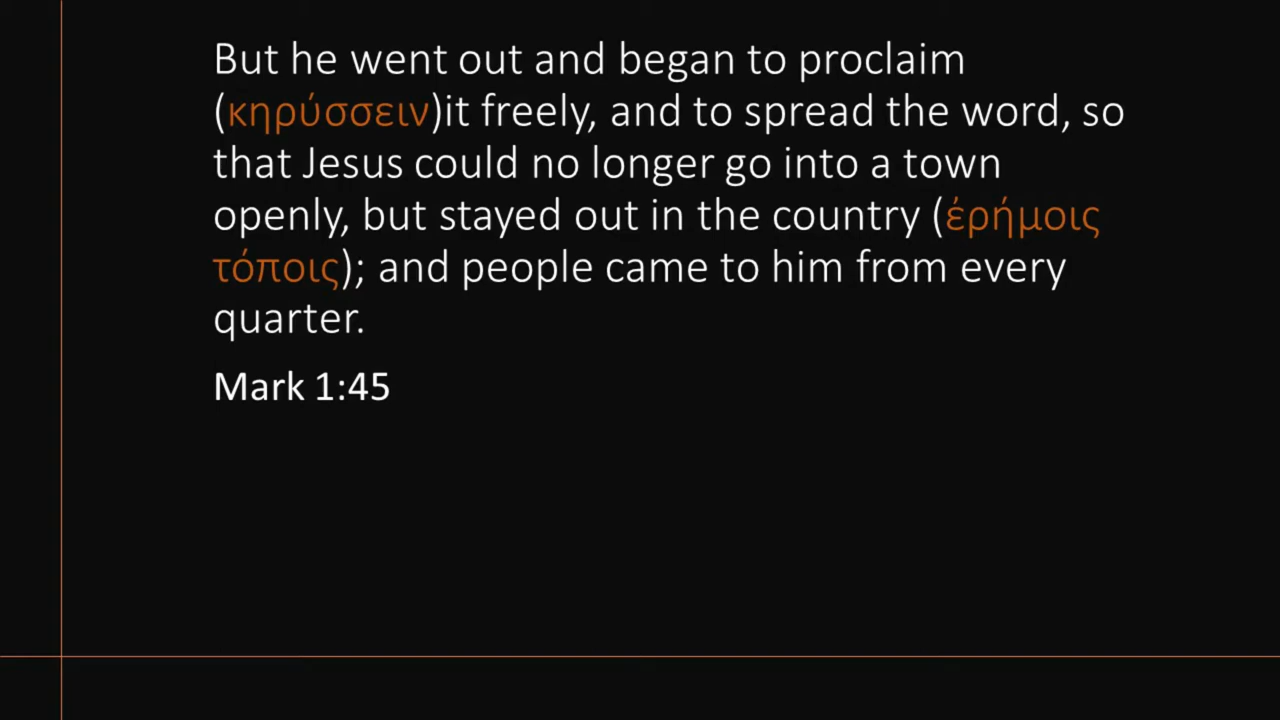 But he went out and began to proclaim
(κηρύσσειν)it freely, and to spread the word, so
that Jesus could no longer go into a town
openly, but stayed out in the country (ἐρήμοις
τόποις); and people came to him from every
quarter.
Mark 1:45